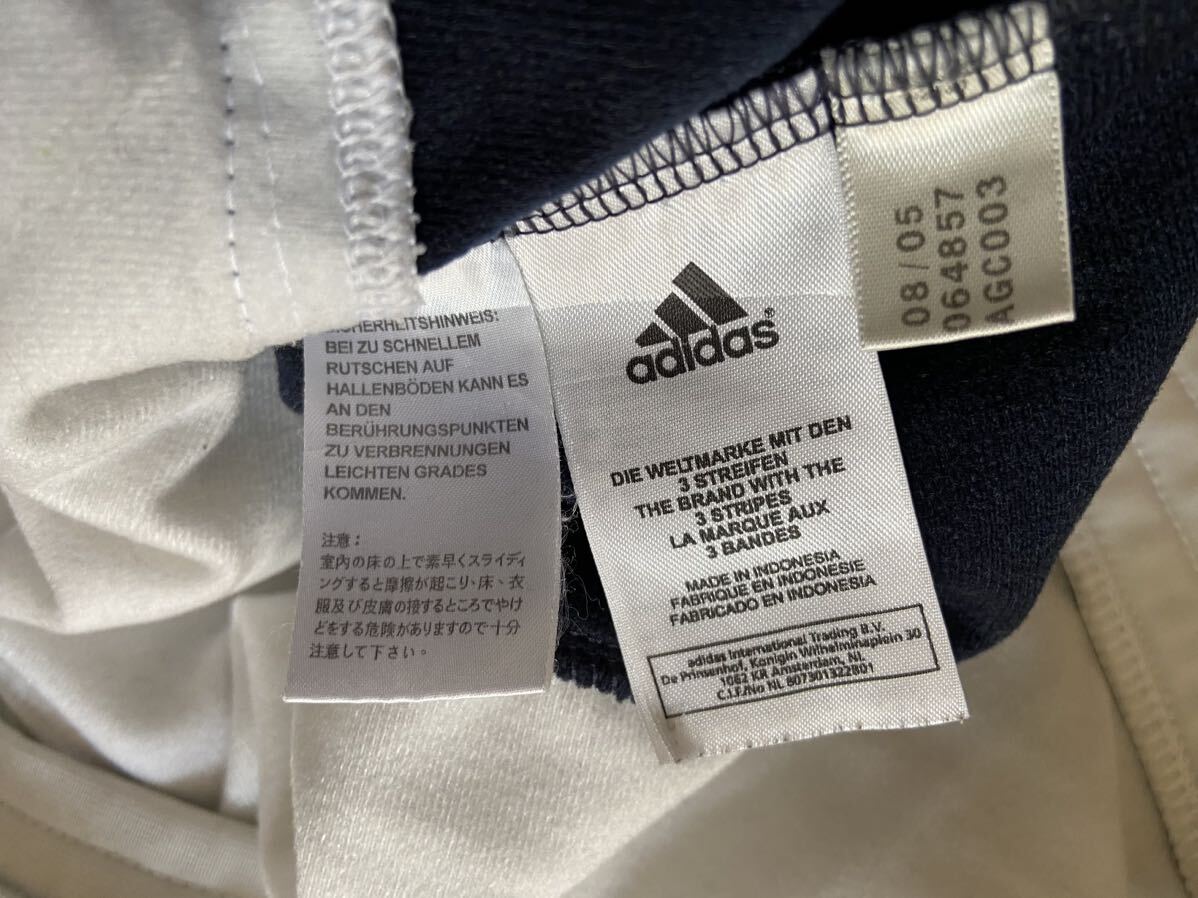 SICHERHEITSHINWEIS:
BEI ZU SCHNELLEM
RUTSCHEN AUF
HALLENBÖDEN KANN ES
AN DEN
BERÜHRUNGSPUNKTEN
ZU VERBRENNUNGEN
LEICHTEN GRADES
KOMMEN.
注意：
室内の床の上で素早くスライディ
ングすると摩擦が起こり、床、衣
服及び皮膚の接するところでやけ
どをする危険がありますので十分
注意して下さい。
adidas®
DIE WELTMARKE MIT DEN
3 STREIFEN
THE BRAND WITH THE
3 STRIPES
LA MARQUE AUX
3 BANDES
MADE IN INDONESIA
FABRIQUE EN INDONESIE
FABRICADO EN INDONESIA
adidas International Trading B.V.
De Primenhof, Konigin Wilhelminaplein 30
1062 KR Amsterdam, NL
C.I.F./No NL 807301322B01
08/05
064857
AGC003